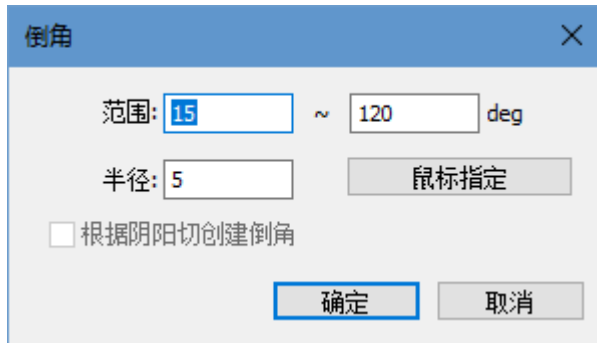 倒角
范围: 15 ~ 120 deg
半径: 5 鼠标指定
根据阴阳切创建倒角
确定 取消